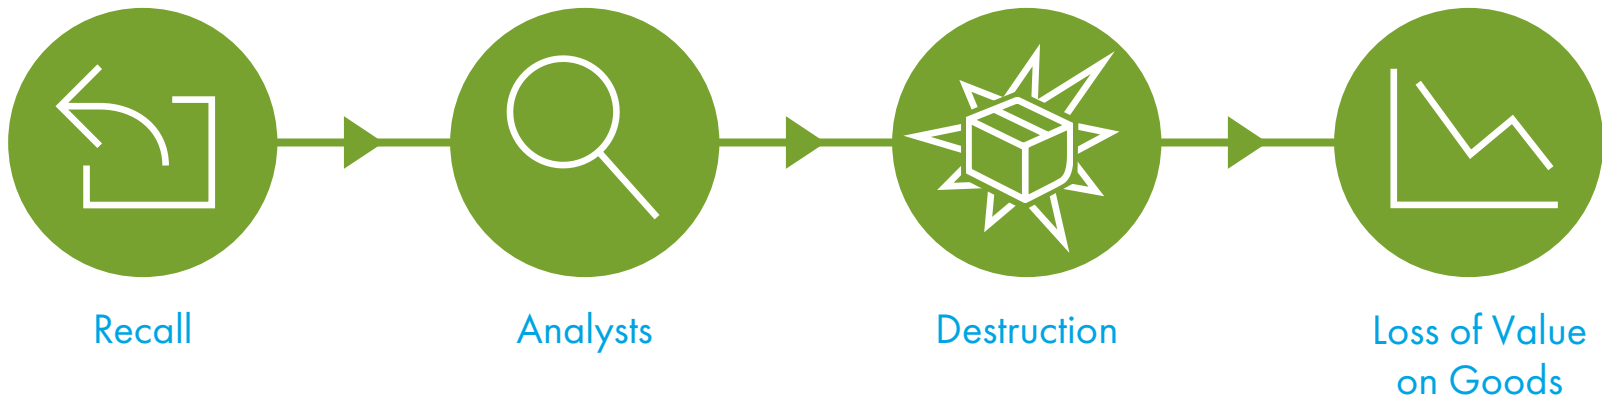 Recall
Analysts
Destruction
Loss of Value
on Goods